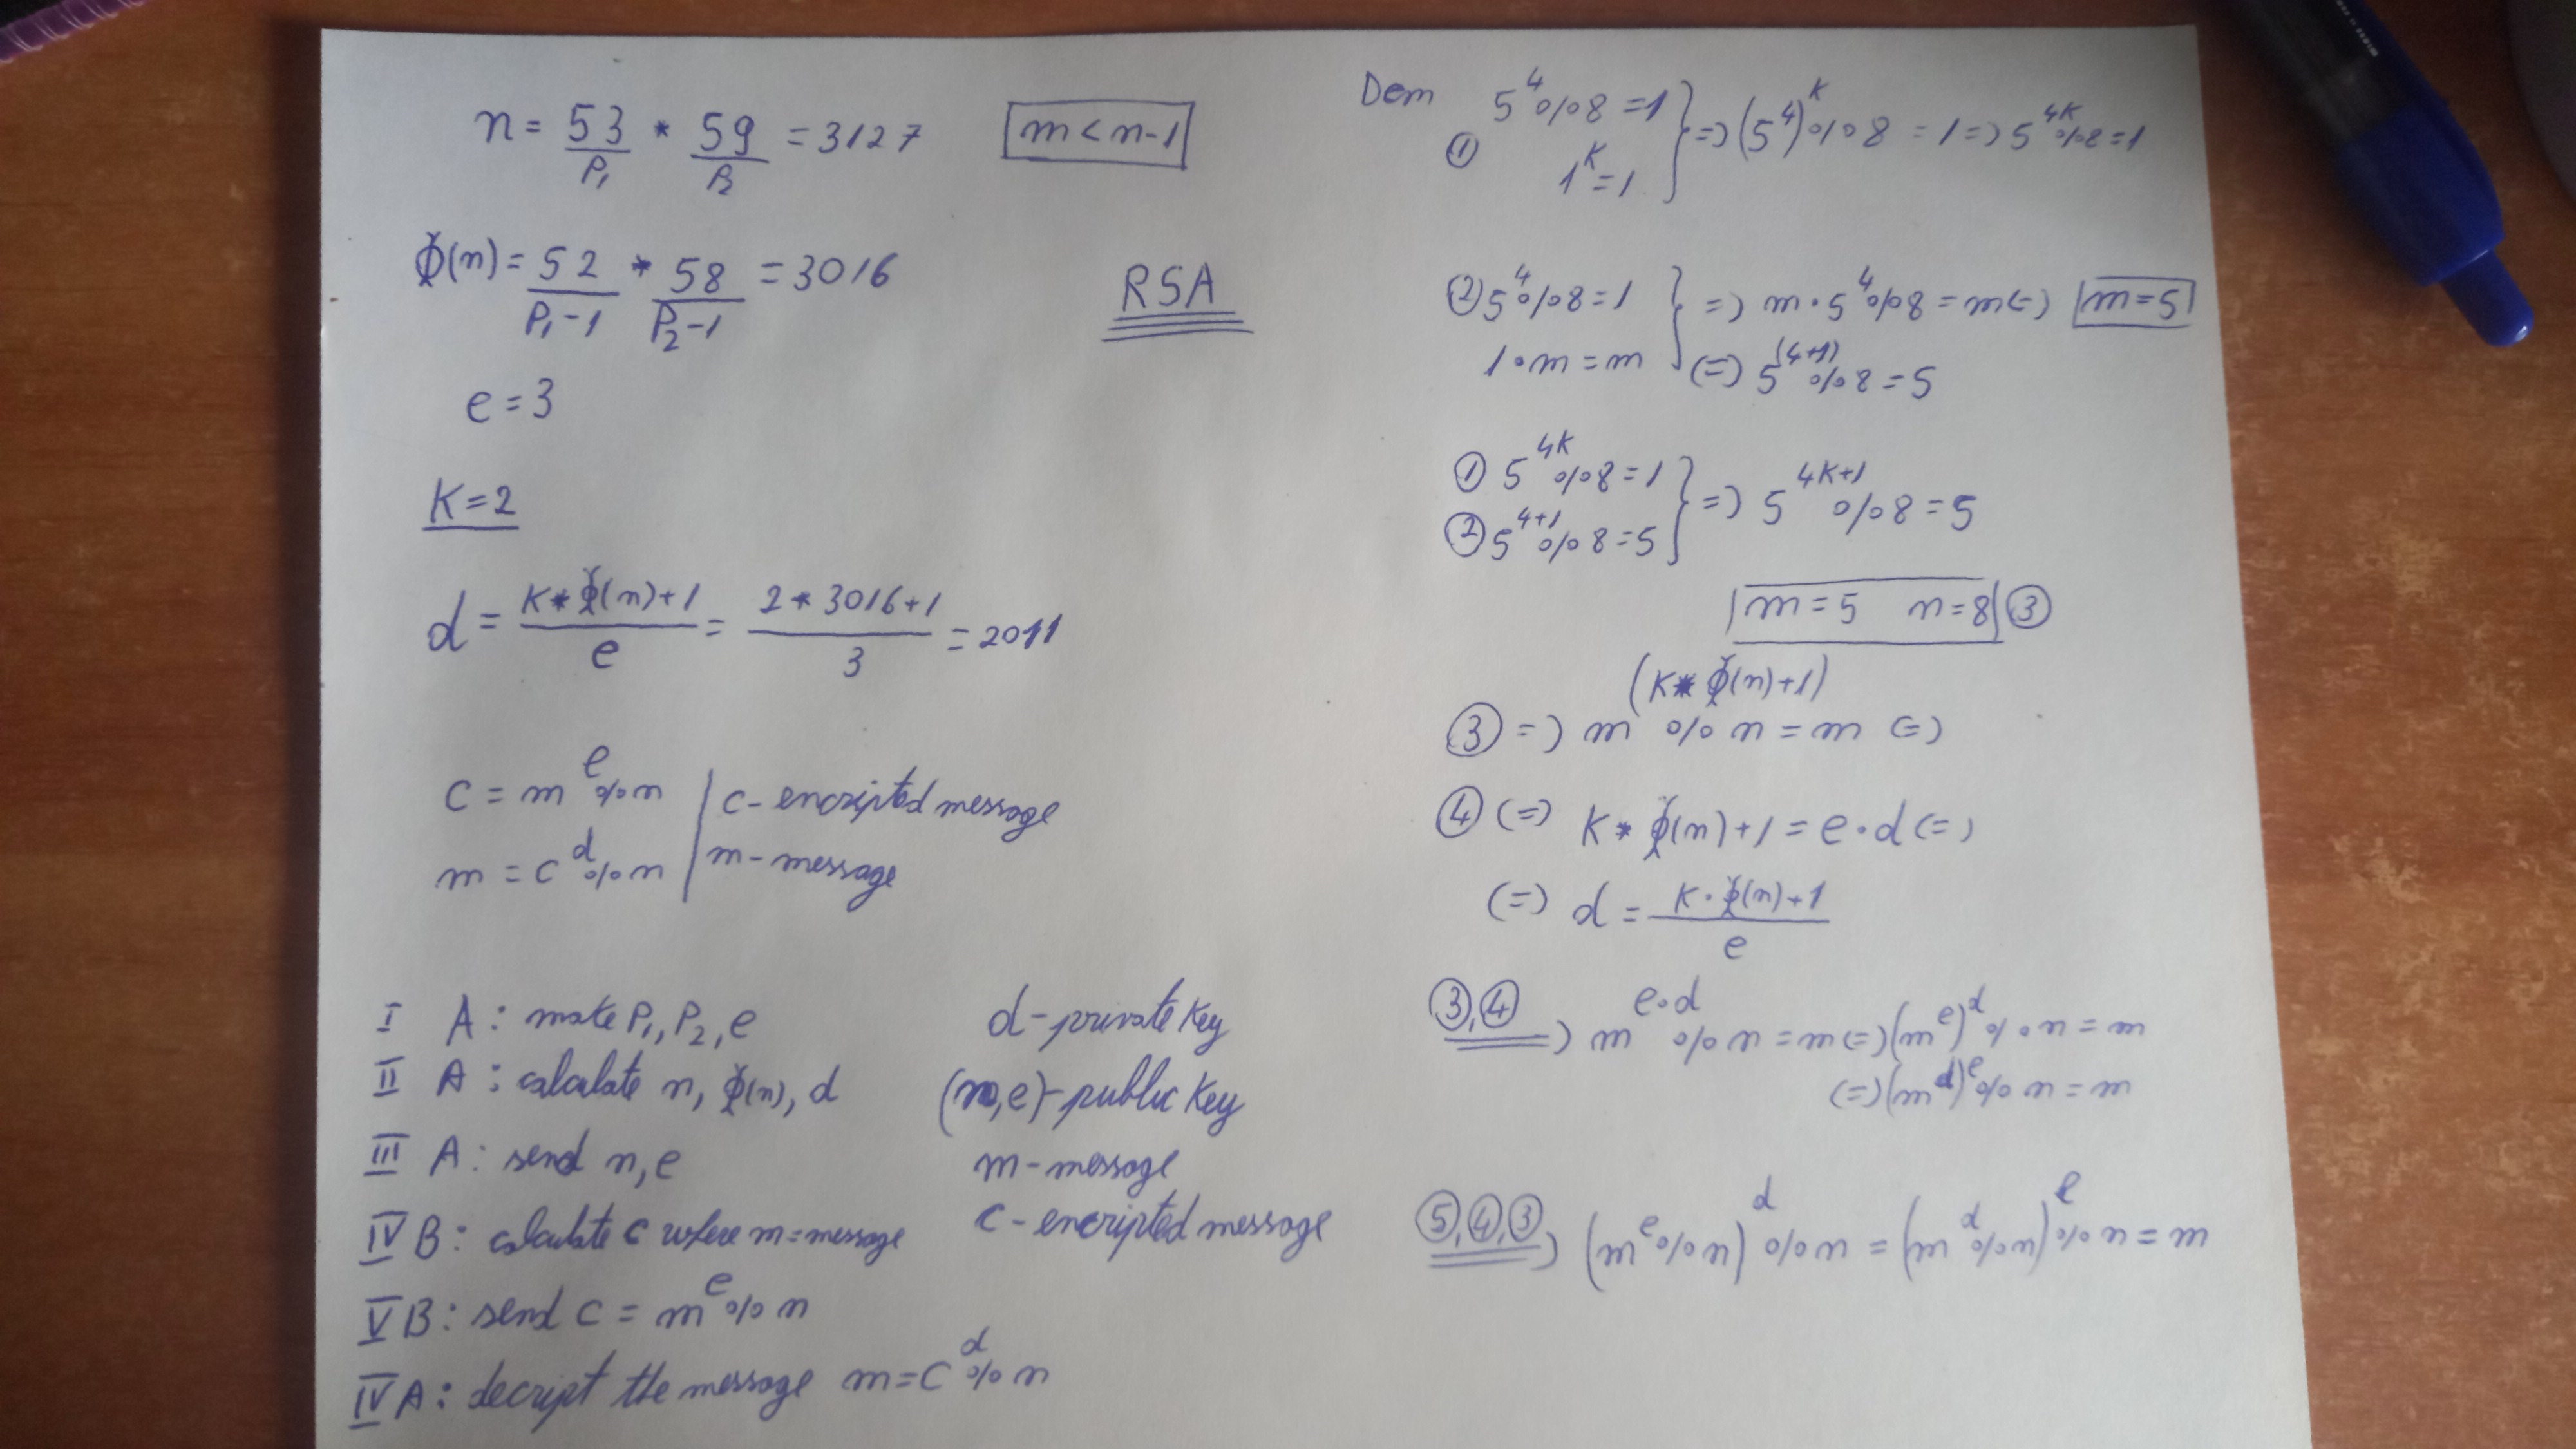 n = 53 * 59 = 3127
P₁ P₂
m < n-1
ϕ(n) = 52 * 58 = 3016
P₁-1 P₂-1
RSA
e = 3
K = 2
d = (K * ϕ(n) + 1) / e = (2 * 3016 + 1) / 3 = 2011
c = m^e % n | c - encripted message
m = c^d % n | m - message
I A: make P₁, P₂, e
II A: calculate n, ϕ(n), d
III A: send n, e
IV B: calculate c m = message
V B: send c = m^e % n
IV A: decript the message m = c^d % n
d - private key
(n, e) - public key
m - message
c - encripted message
Dem
① 5^4 % 8 = 1 } => (5^4)^k % 8 = 1 => 5^4k % 8 = 1
1^k = 1
② 5^4 % 8 = 1 } => m · 5^4 % 8 = m (=) m = 5
1 · m = m (=) 5^(4+1) % 8 = 5
① 5^4k % 8 = 1 } => 5^4k+1 % 8 = 5
② 5^4+1 % 8 = 5
m = 5 n = 8 ③
③ => m^(K * ϕ(n) + 1) % n = m (=)
④ (=) K * ϕ(n) + 1 = e · d (=)
(=) d = (K · ϕ(n) + 1) / e
③,④ => m^e·d % n = m (=) (m^e)^d % n = m
(=) (m^d)^e % n = m
⑤,④,③ => (m^e % n)^d % n = (m^d % n)^e % n = m